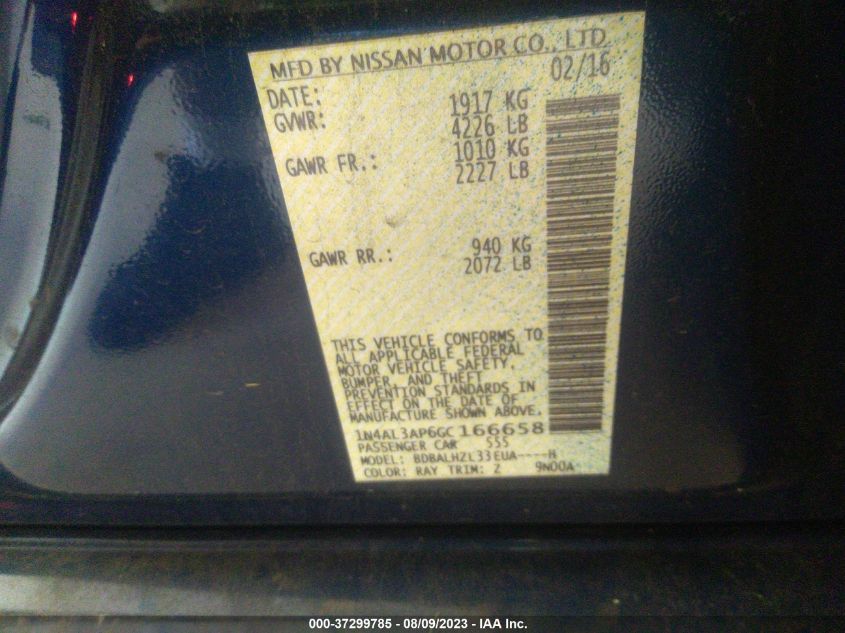 MFD BY NISSAN MOTOR CO., LTD
DATE: 02/16
GVWR: 1917 KG
4226 LB
GAWR FR.: 1010 KG
2227 LB
GAWR RR.: 940 KG
2072 LB
THIS VEHICLE CONFORMS TO
ALL APPLICABLE FEDERAL
MOTOR VEHICLE SAFETY,
BUMPER, AND THEFT
PREVENTION STANDARDS IN
EFFECT ON THE DATE OF
MANUFACTURE SHOWN ABOVE.
1N4AL3AP6GC166658
PASSENGER CAR 555
MODEL: BDBALHZL33EUA----H
COLOR: RAY TRIM: Z 9N00A
000-37299785 - 08/09/2023 - IAA Inc.